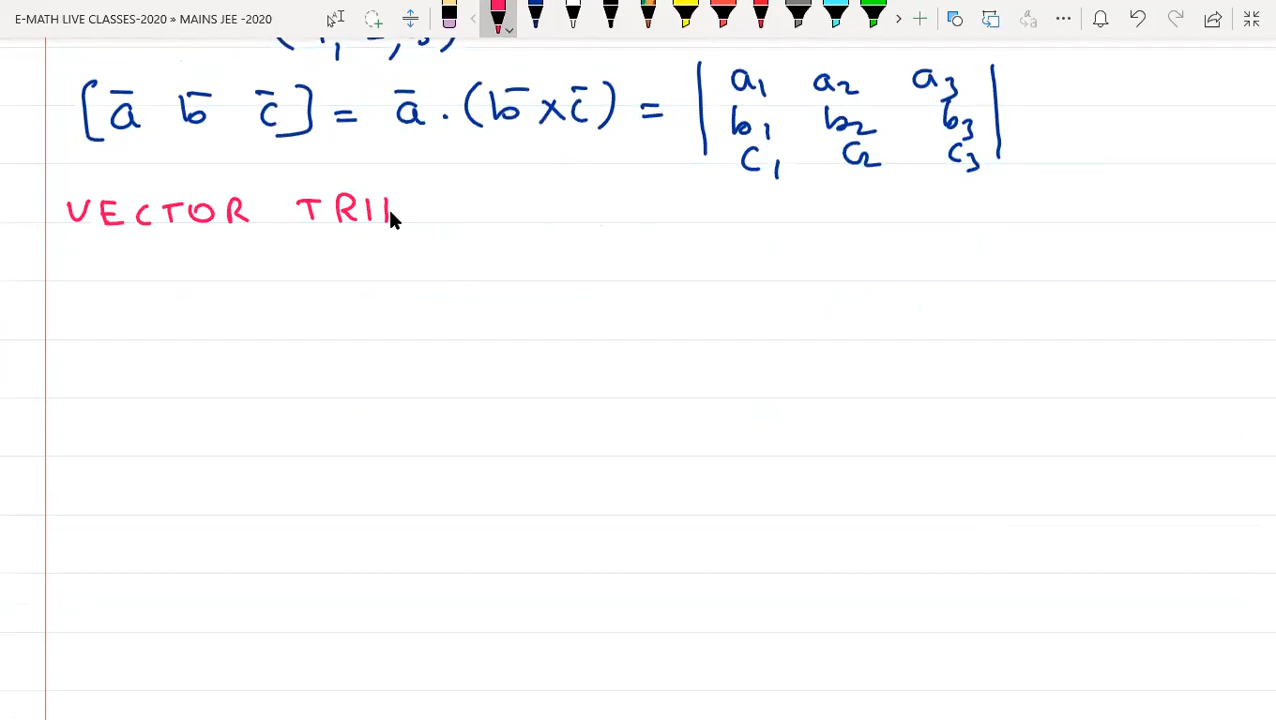 E-MATH LIVE CLASSES-2020 » MAINS JEE -2020
[a̅ b̅ c̅] = a̅ . (b̅ × c̅) = | a₁ a₂ a₃ |
b₁ b₂ b₃
c₁ c₂ c₃
VECTOR TRI